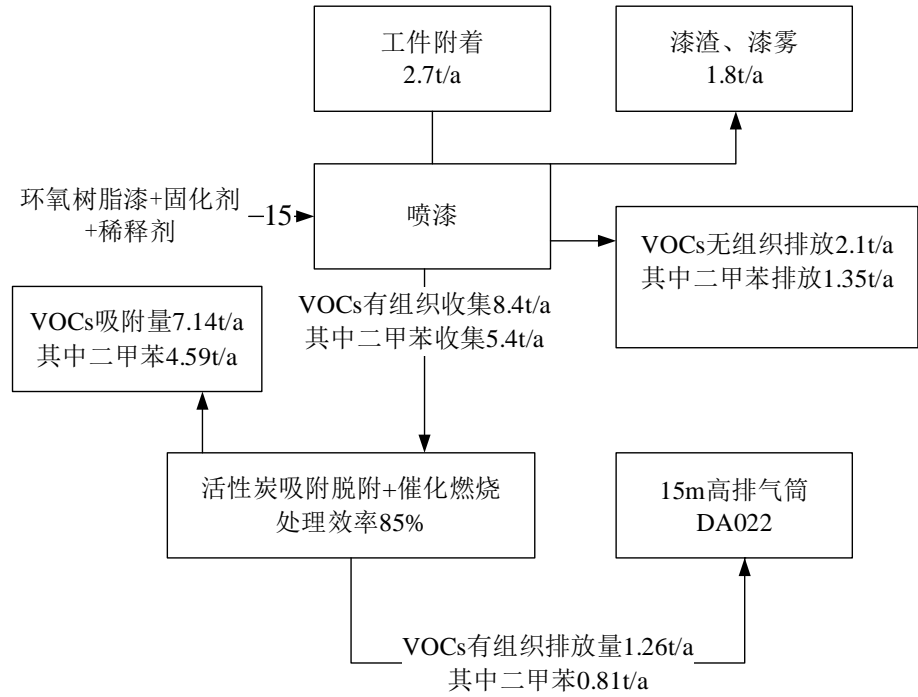 工件附着
2.7t/a
漆渣、漆雾
1.8t/a
环氧树脂漆+固化剂
+稀释剂
15
喷漆
VOCs无组织排放2.1t/a
其中二甲苯排放1.35t/a
VOCs有组织收集8.4t/a
其中二甲苯收集5.4t/a
VOCs吸附量7.14t/a
其中二甲苯4.59t/a
活性炭吸附脱附+催化燃烧
处理效率85%
15m高排气筒
DA022
VOCs有组织排放量1.26t/a
其中二甲苯0.81t/a